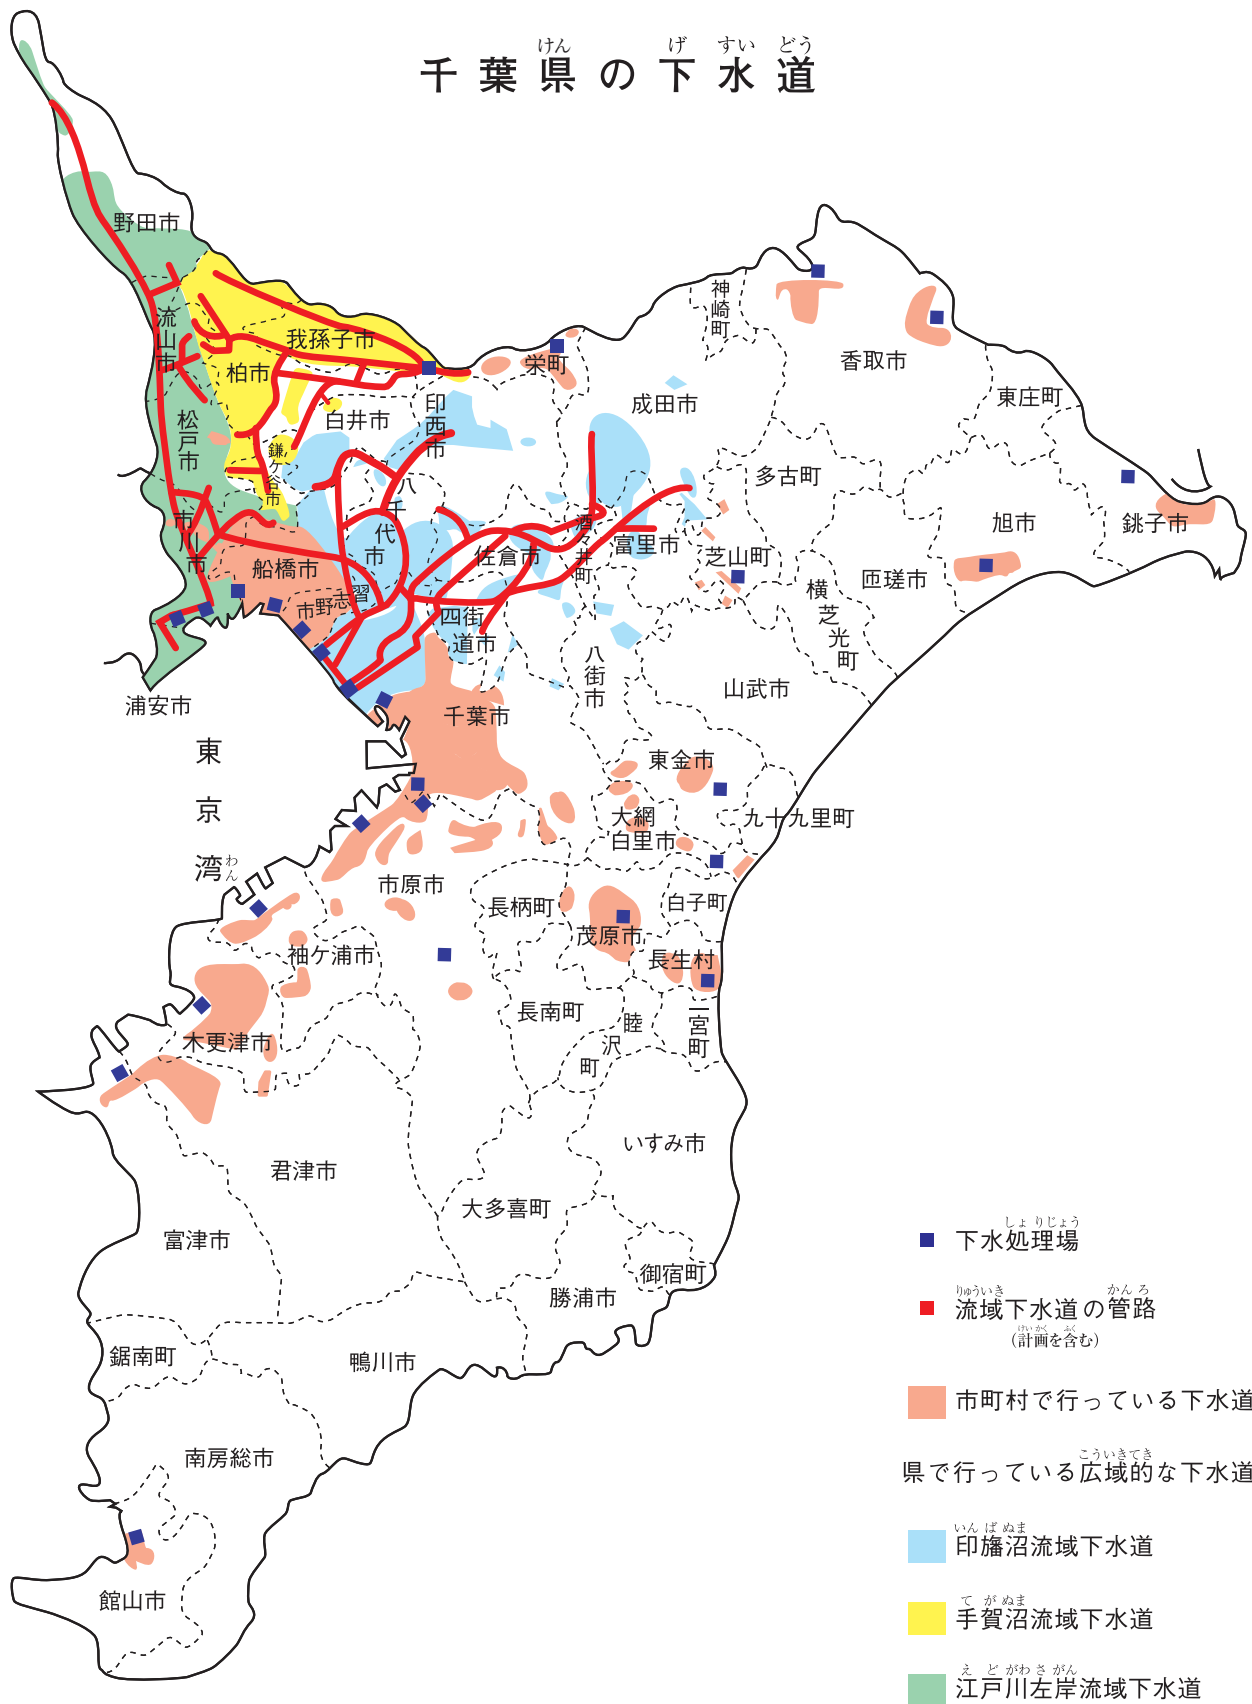 千葉県の下水道
けん げ すい どう
野田市
流山市
我孫子市
柏市
松戸市
白井市
印西市
鎌ケ谷市
栄町
成田市
神崎町
香取市
東庄町
多古町
旭市
銚子市
市川市
船橋市
八千代市
佐倉市
酒々井町
富里市
芝山町
匝瑳市
横芝光町
習志野市
四街道市
八街市
山武市
浦安市
千葉市
東金市
東京湾
わん
大網白里市
九十九里町
市原市
長柄町
茂原市
白子町
長生村
袖ケ浦市
長南町
睦沢町
一宮町
木更津市
君津市
いすみ市
大多喜町
富津市
御宿町
勝浦市
鋸南町
鴨川市
南房総市
館山市
しょ りじょう
下水処理場
りゅういき かん ろ
流域下水道の管路
けい かく ふく
(計画を含む)
市町村で行っている下水道
こういきてき
県で行っている広域的な下水道
いん ば ぬま
印旛沼流域下水道
て が ぬま
手賀沼流域下水道
え ど がわ さ がん
江戸川左岸流域下水道